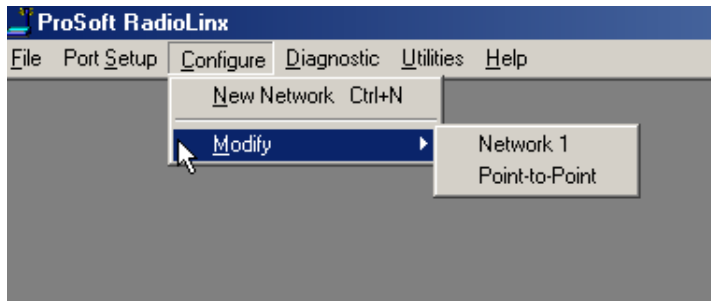 ProSoft RadioLinx
File Port Setup Configure Diagnostic Utilities Help
New Network Ctrl+N
Modify
Network 1
Point-to-Point